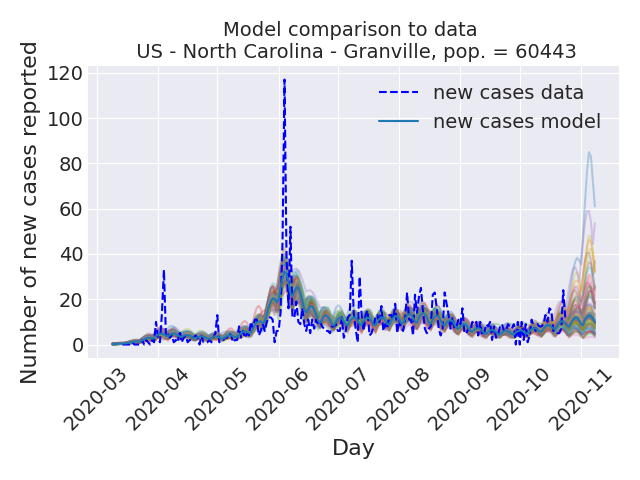 Model comparison to data
US - North Carolina - Granville, pop. = 60443
Number of new cases reported
120
100
80
60
40
20
0
new cases data
new cases model
2020-03
2020-04
2020-05
2020-06
2020-07
2020-08
2020-09
2020-10
2020-11
Day